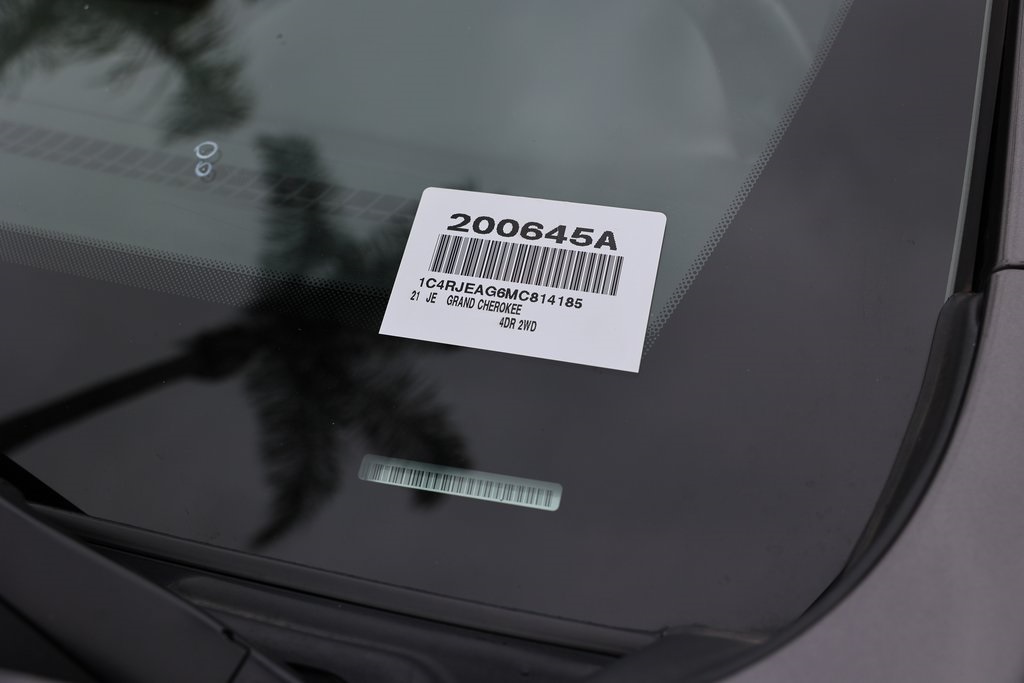 200645A
1C4RJEAG6MC814185
21 JE GRAND CHEROKEE
4DR 2WD